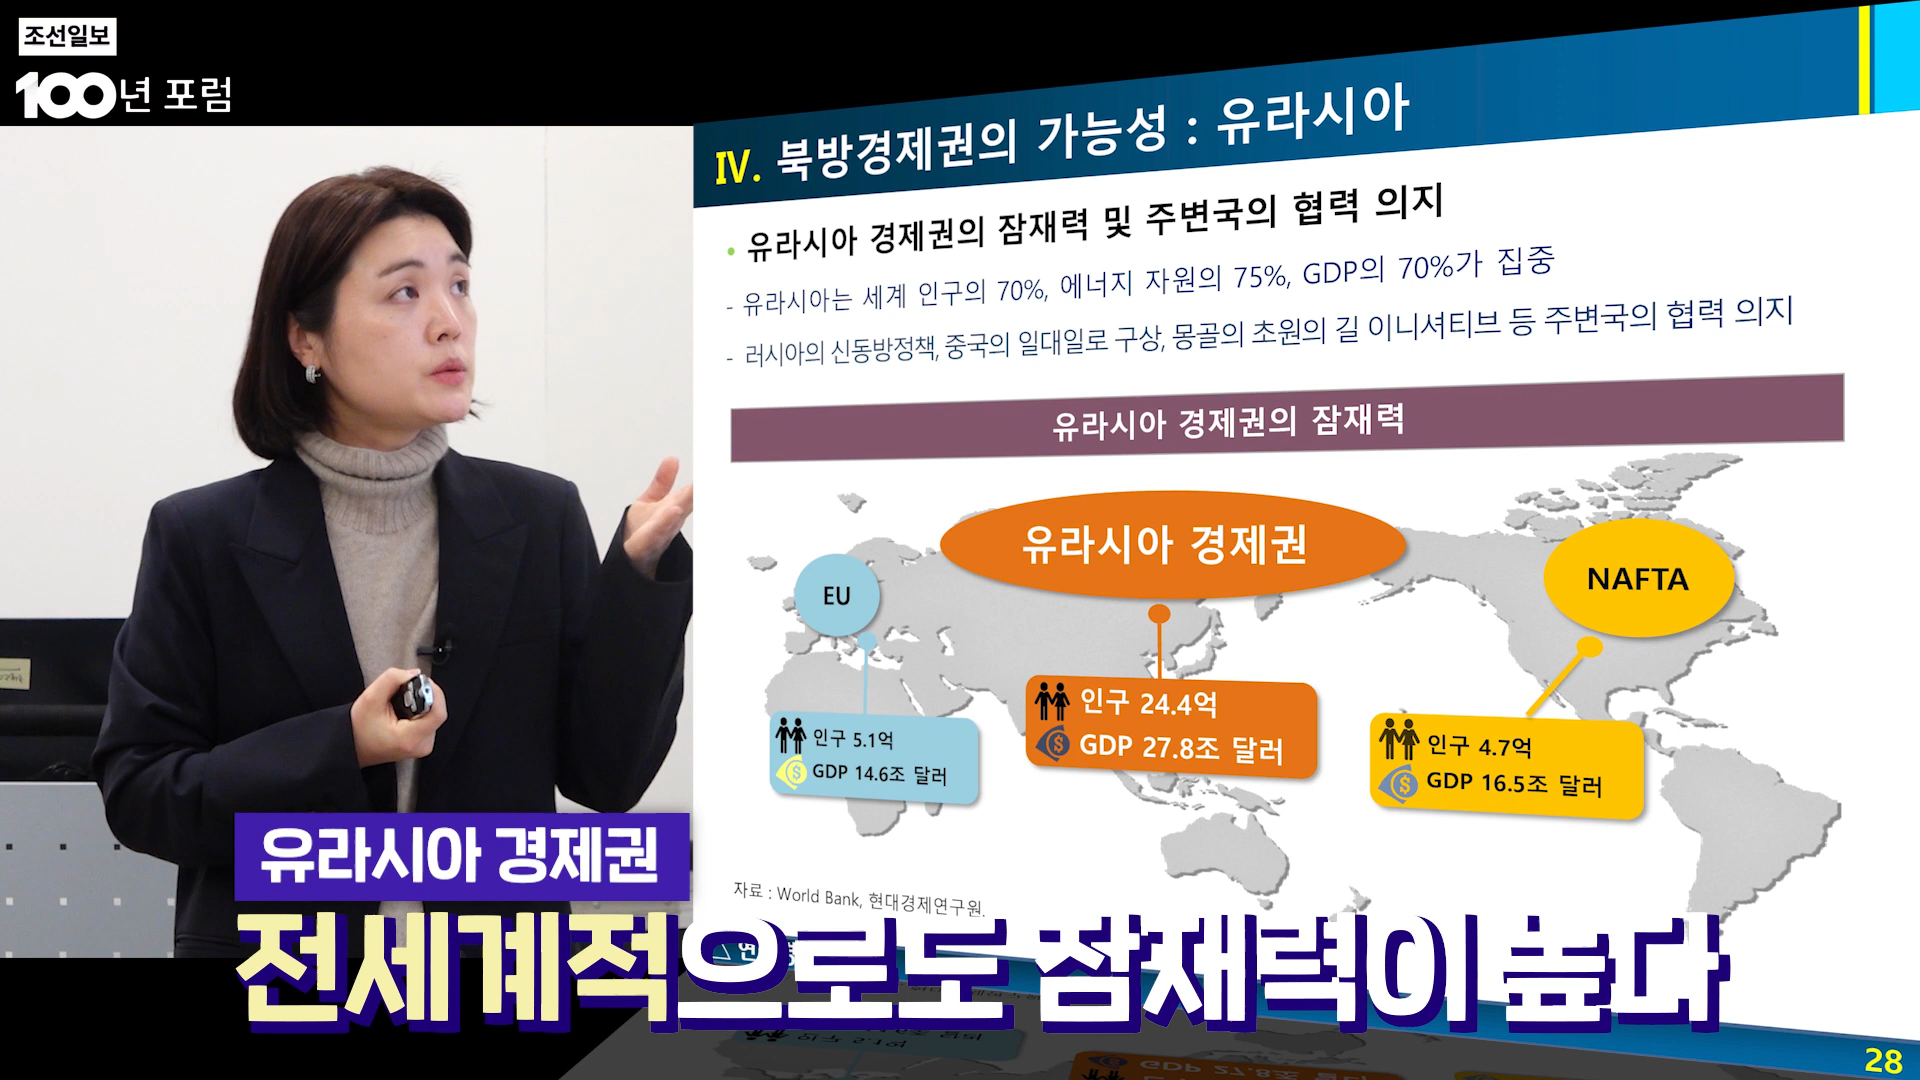 조선일보
100년 포럼
IV. 북방경제권의 가능성 : 유라시아
• 유라시아 경제권의 잠재력 및 주변국의 협력 의지
- 유라시아는 세계 인구의 70%, 에너지 자원의 75%, GDP의 70%가 집중
- 러시아의 신동방정책, 중국의 일대일로 구상, 몽골의 초원의 길 이니셔티브 등 주변국의 협력 의지
유라시아 경제권의 잠재력
유라시아 경제권
EU
NAFTA
인구 5.1억
GDP 14.6조 달러
인구 24.4억
GDP 27.8조 달러
인구 4.7억
GDP 16.5조 달러
자료 : World Bank, 현대경제연구원.
유라시아 경제권
전세계적으로도 잠재력이 높다
28